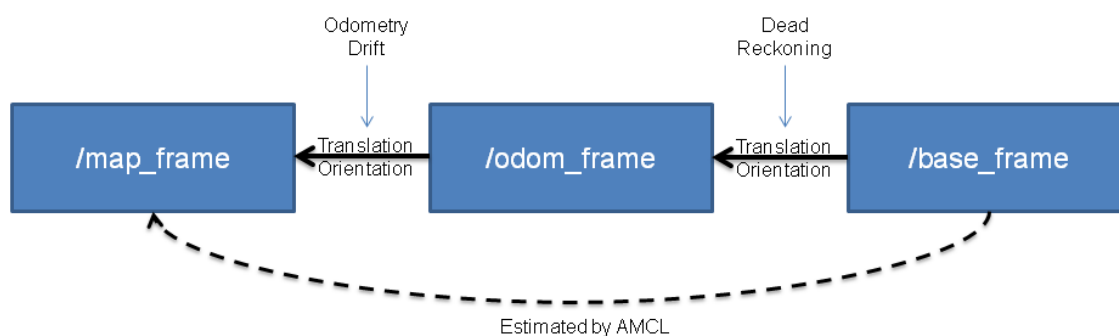 Odometry
Drift
Dead
Reckoning
/map_frame
Translation
Orientation
/odom_frame
Translation
Orientation
/base_frame
Estimated by AMCL